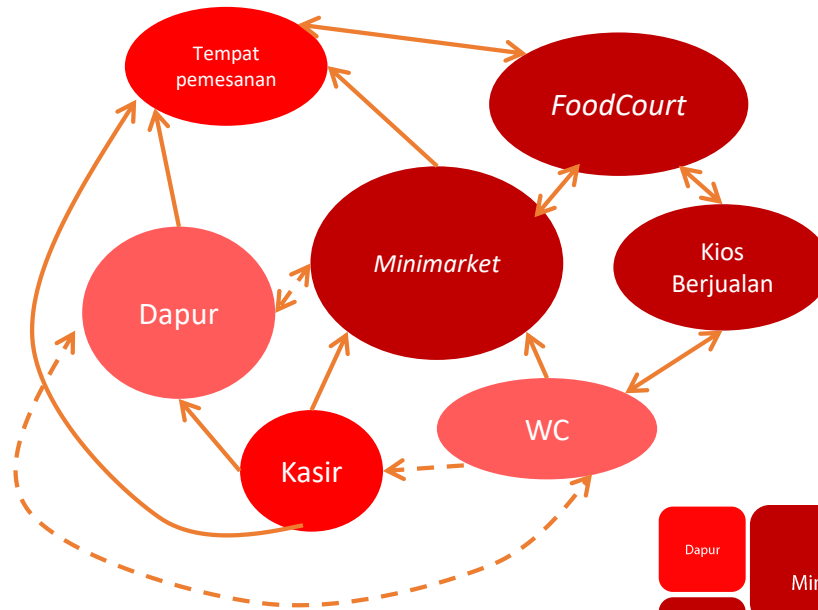 Tempat
pemesanan
FoodCourt
Minimarket
Kios
Berjualan
Dapur
WC
Kasir
Dapur